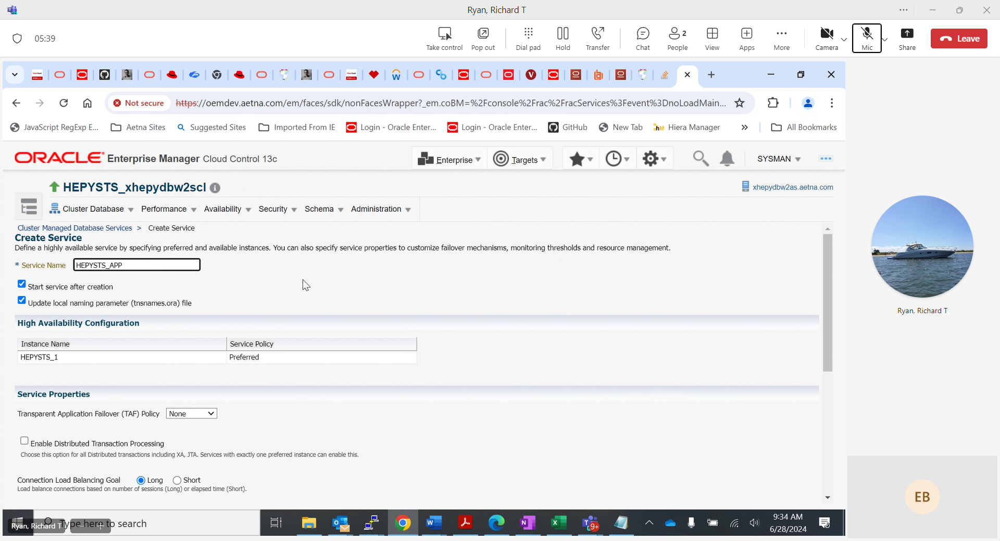 Ryan, Richard T
05:39
Take control
Pop out
Dial pad
Hold
Transfer
Chat
2
People
View
Apps
More
Camera
Mic
Share
Leave
Not secure
https://oemdev.aetna.com/em/faces/sdk/nonFacesWrapper?_em.coBM=%2Fconsole%2Frac%2FracServices%3Fevent%3DnoLoadMain...
JavaScript RegExp E...
Aetna Sites
Suggested Sites
Imported From IE
Login - Oracle Enter...
Login - Oracle Enter...
GitHub
New Tab
Hiera Manager
All Bookmarks
ORACLE Enterprise Manager Cloud Control 13c
Enterprise
Targets
SYSMAN
HEPYSTS_xhepydbw2scl
xhepydbw2as.aetna.com
Cluster Database
Performance
Availability
Security
Schema
Administration
Cluster Managed Database Services > Create Service
Create Service
Define a highly available service by specifying preferred and available instances. You can also specify service properties to customize failover mechanisms, monitoring thresholds and resource management.
* Service Name HEPYSTS_APP
Start service after creation
Update local naming parameter (tnsnames.ora) file
High Availability Configuration
Instance Name Service Policy
HEPYSTS_1 Preferred
Service Properties
Transparent Application Failover (TAF) Policy None
Enable Distributed Transaction Processing
Choose this option for all Distributed transactions including XA, JTA. Services with exactly one preferred instance can enable this.
Connection Load Balancing Goal Long Short
Load balance connections based on number of sessions (Long) or elapsed time (Short).
Ryan, Richard T
EB
Ryan, Richard T
Type here to search
9+
9:34 AM
6/28/2024